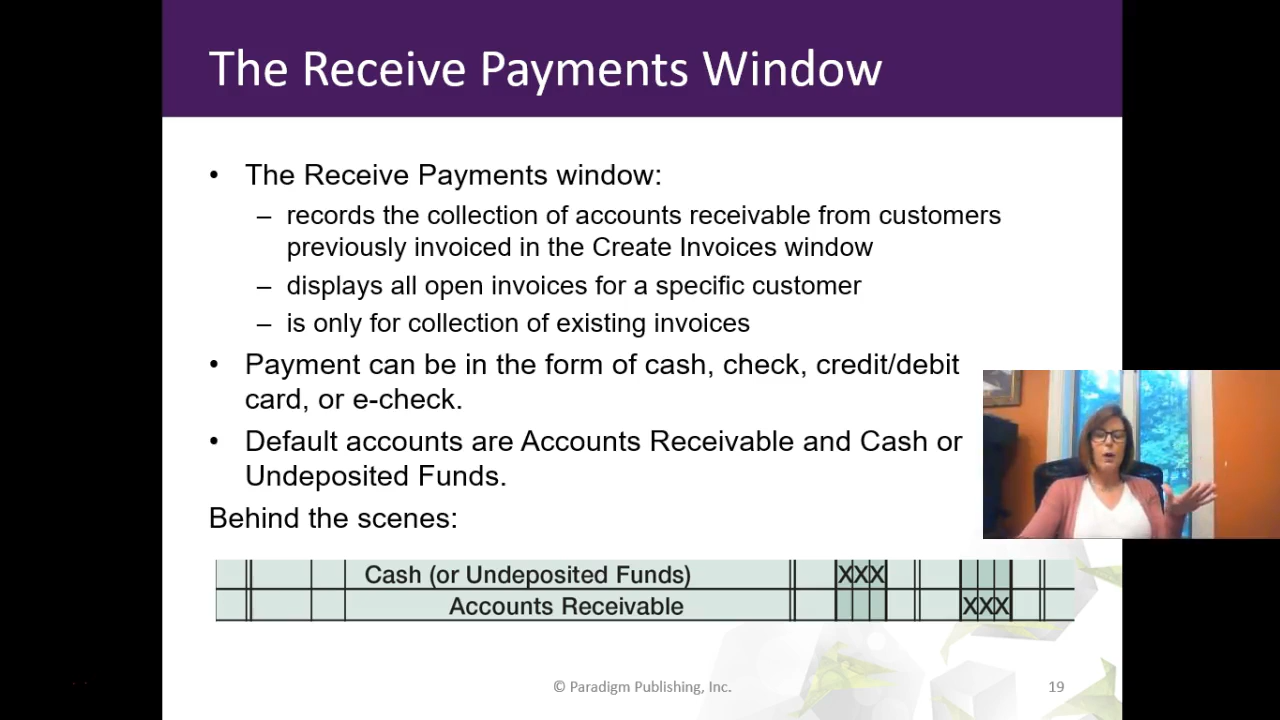 The Receive Payments Window
• The Receive Payments window:
– records the collection of accounts receivable from customers
previously invoiced in the Create Invoices window
– displays all open invoices for a specific customer
– is only for collection of existing invoices
• Payment can be in the form of cash, check, credit/debit
card, or e-check.
• Default accounts are Accounts Receivable and Cash or
Undeposited Funds.
Behind the scenes:
Cash (or Undeposited Funds) XXX
Accounts Receivable XXX
© Paradigm Publishing, Inc. 19